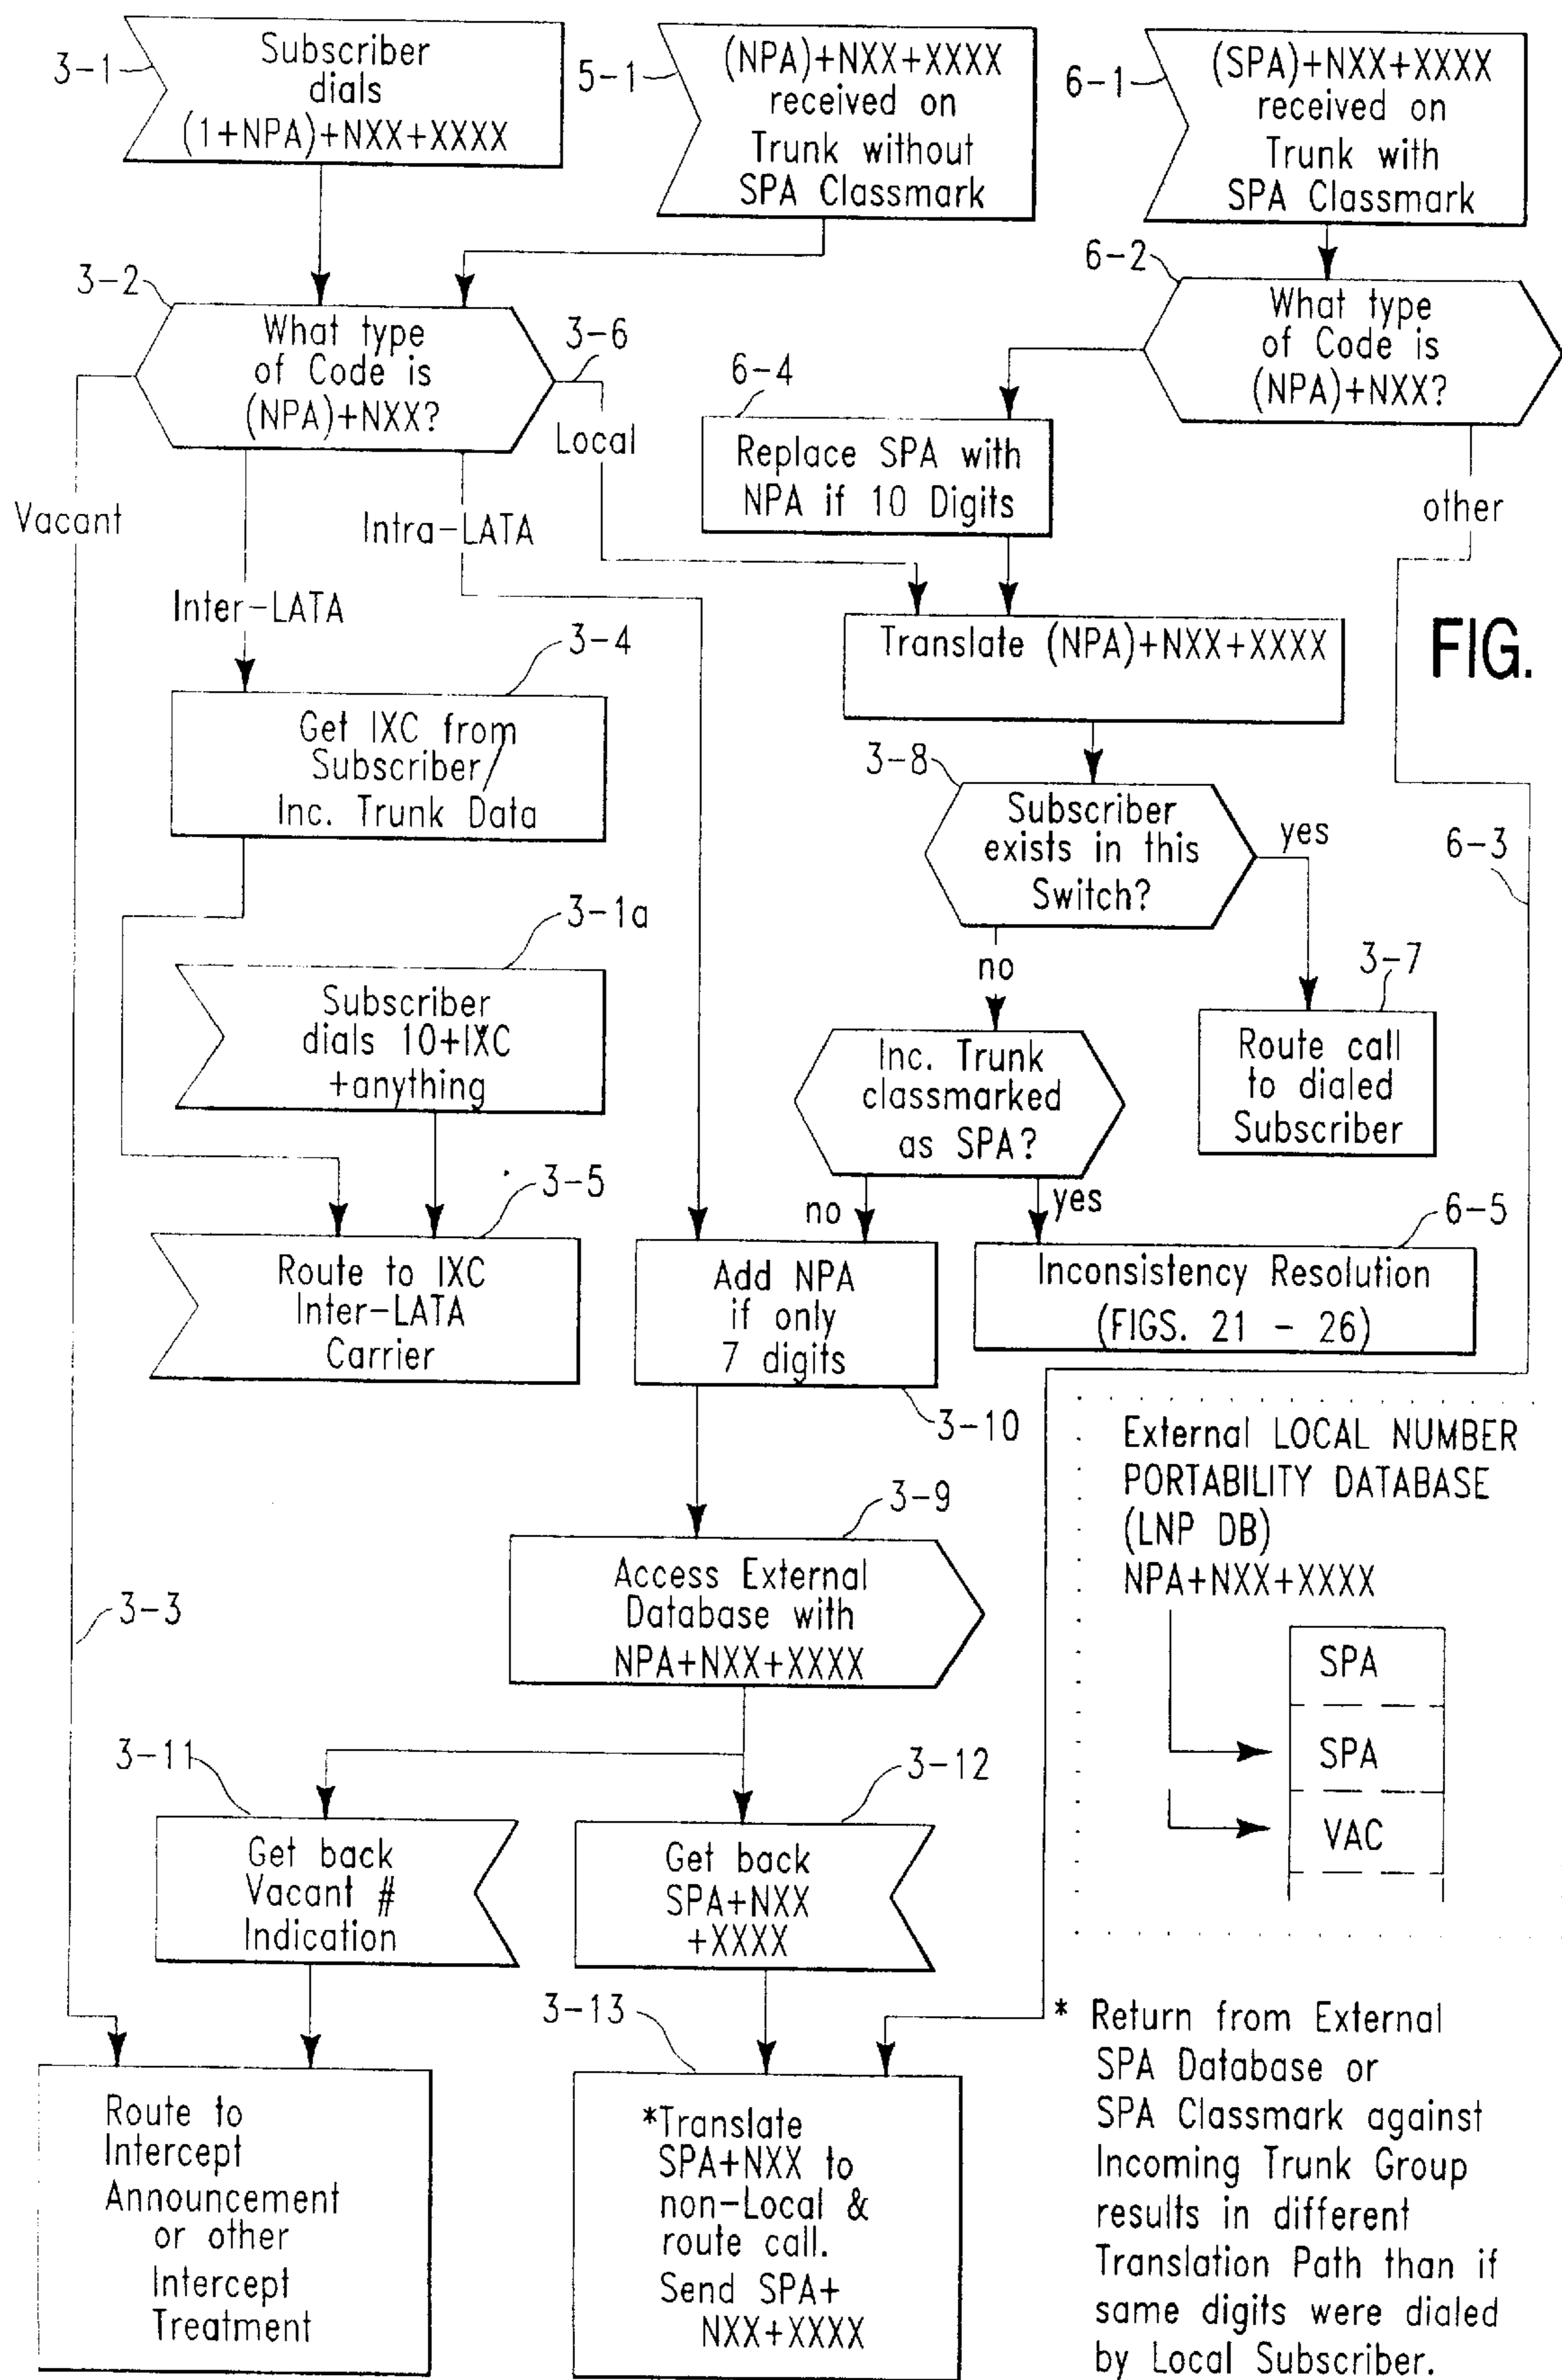 3-1
Subscriber
dials
(1+NPA)+NXX+XXXX
5-1
(NPA)+NXX+XXXX
received on
Trunk without
SPA Classmark
6-1
(SPA)+NXX+XXXX
received on
Trunk with
SPA Classmark
3-2
What type
of Code is
(NPA)+NXX?
3-6
Local
6-2
What type
of Code is
(NPA)+NXX?
6-4
Replace SPA with
NPA if 10 Digits
other
Vacant
Intra-LATA
Inter-LATA
Translate (NPA)+NXX+XXXX
FIG.
3-4
Get IXC from
Subscriber/
Inc. Trunk Data
3-8
Subscriber
exists in this
Switch?
yes
6-3
no
3-1a
Subscriber
dials 10+IXC
+anything
3-7
Route call
to dialed
Subscriber
Inc. Trunk
classmarked
as SPA?
no
yes
3-5
Route to IXC
Inter-LATA
Carrier
Add NPA
if only
7 digits
3-10
6-5
Inconsistency Resolution
(FIGS. 21 - 26)
External LOCAL NUMBER
PORTABILITY DATABASE
(LNP DB)
NPA+NXX+XXXX
SPA
SPA
VAC
3-9
Access External
Database with
NPA+NXX+XXXX
3-3
3-11
Get back
Vacant #
Indication
3-12
Get back
SPA+NXX
+XXXX
3-13
Route to
Intercept
Announcement
or other
Intercept
Treatment
*Translate
SPA+NXX to
non-Local &
route call.
Send SPA+
NXX+XXXX
* Return from External
SPA Database or
SPA Classmark against
Incoming Trunk Group
results in different
Translation Path than if
same digits were dialed
by Local Subscriber.